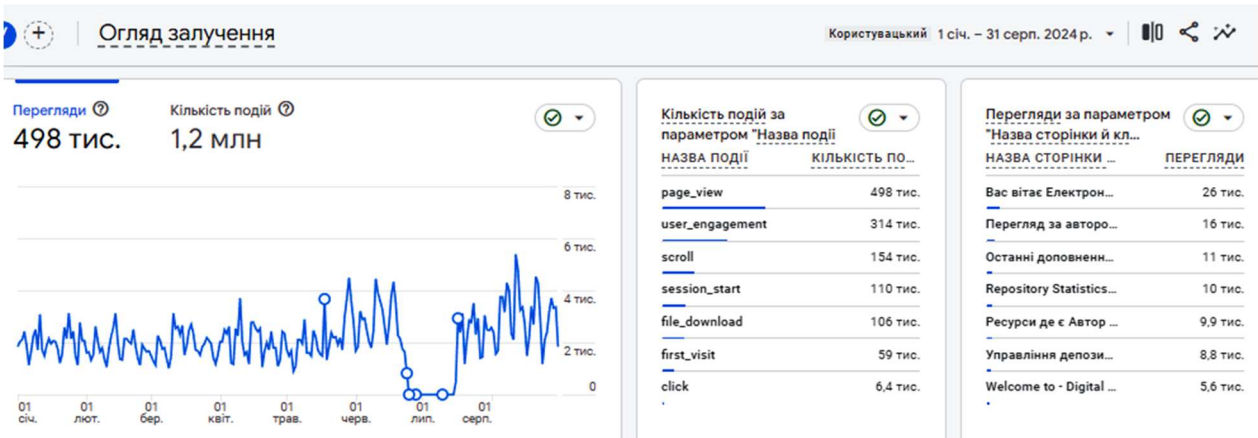 Огляд залучення
Користувацький 1 січ. – 31 серп. 2024 р.
Перегляди
498 тис.
Кількість подій
1,2 млн
8 тис.
6 тис.
4 тис.
2 тис.
0
01 січ.
01 лют.
01 бер.
01 квіт.
01 трав.
01 черв.
01 лип.
01 серп.
Кількість подій за
параметром "Назва події
НАЗВА ПОДІЇ КІЛЬКІСТЬ ПО...
page_view 498 тис.
user_engagement 314 тис.
scroll 154 тис.
session_start 110 тис.
file_download 106 тис.
first_visit 59 тис.
click 6,4 тис.
Перегляди за параметром
"Назва сторінки й кл...
НАЗВА СТОРІНКИ ... ПЕРЕГЛЯДИ
Вас вітає Електрон... 26 тис.
Перегляд за авторо... 16 тис.
Останні доповненн... 11 тис.
Repository Statistics... 10 тис.
Ресурси де є Автор ... 9,9 тис.
Управління депози... 8,8 тис.
Welcome to - Digital ... 5,6 тис.